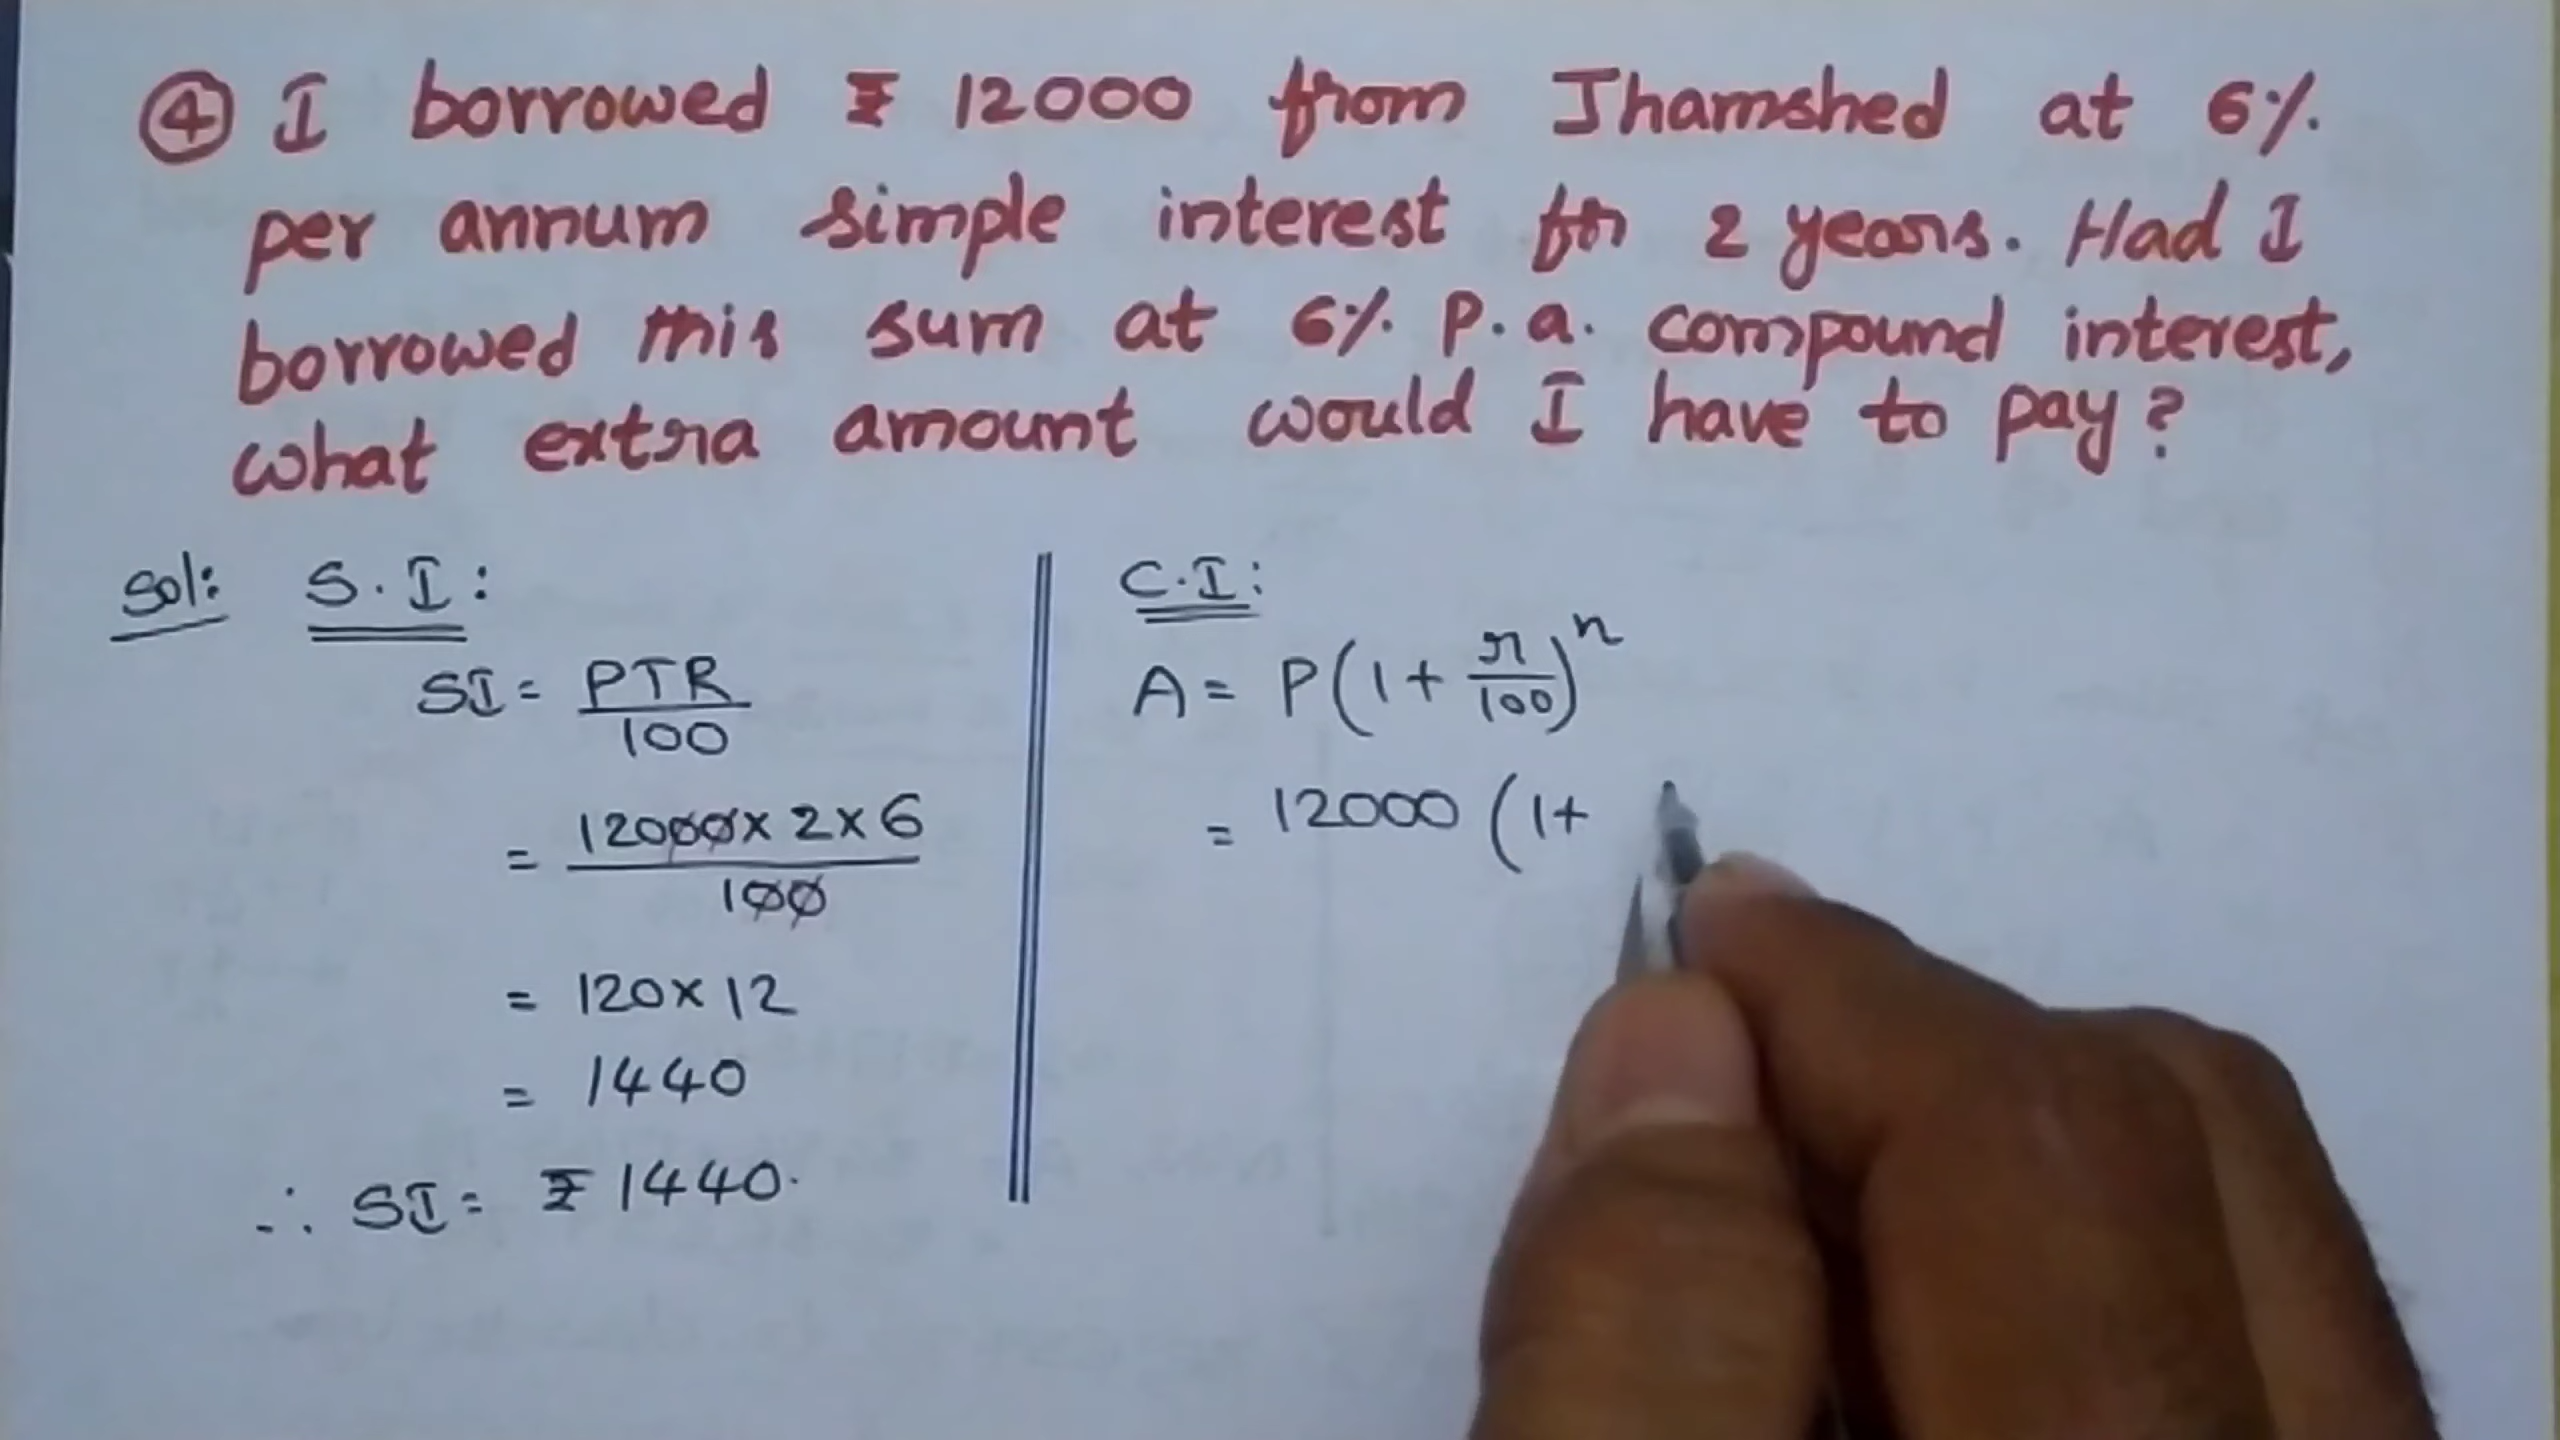 ④ I borrowed ₹ 12000 from Jhamshed at 6%
per annum simple interest for 2 years. Had I
borrowed this sum at 6% P.a. compound interest,
what extra amount would I have to pay?
Sol: S.I:
SI = PTR/100
= 12000 x 2 x 6/100
= 120 x 12
= 1440
∴ SI = ₹ 1440.
C.I:
A = P(1 + r/100)^n
= 12000 (1+